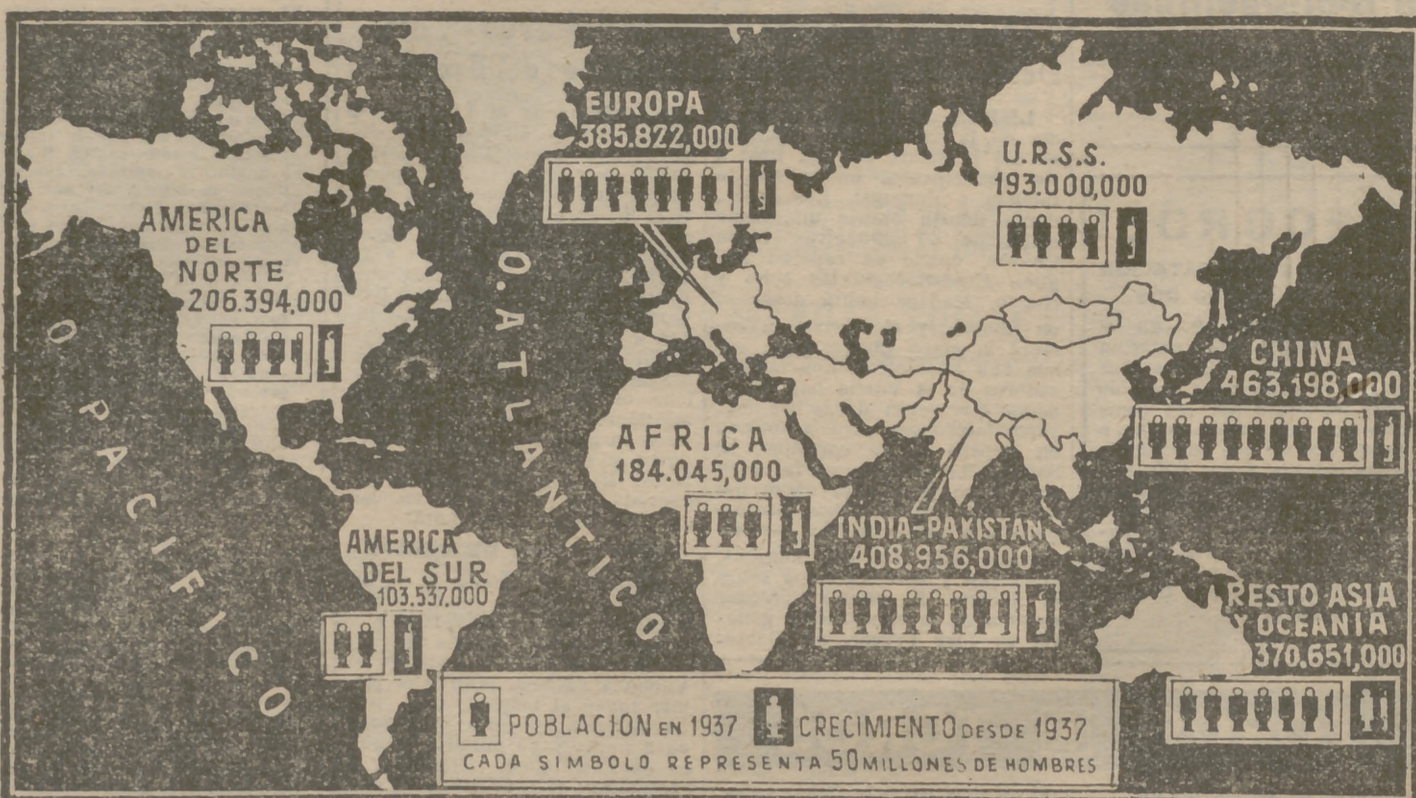 EUROPA
385.822,000
U.R.S.S.
193.000,000
AMERICA
DEL
NORTE
206.394,000
O. ATLANTICO
O PACIFICO
CHINA
463.198,000
AFRICA
184.045,000
INDIA-PAKISTAN
408.956,000
AMERICA
DEL SUR
103.537.000
RESTO ASIA
Y OCEANIA
370.651,000
POBLACION EN 1937 CRECIMIENTO DESDE 1937
CADA SIMBOLO REPRESENTA 50 MILLONES DE HOMBRES